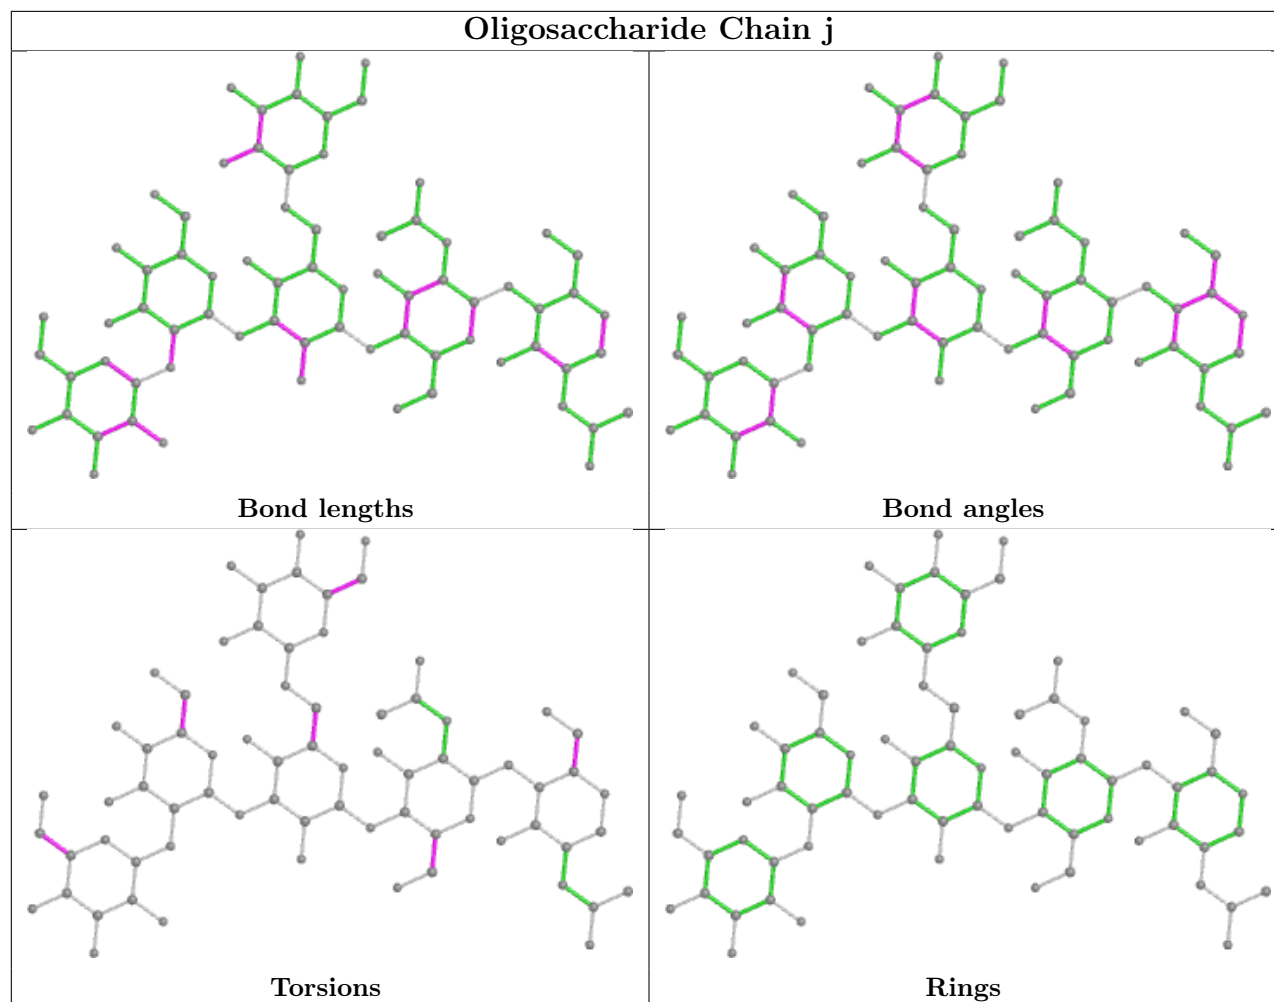 Oligosaccharide Chain j
Bond lengths
Bond angles
Torsions
Rings